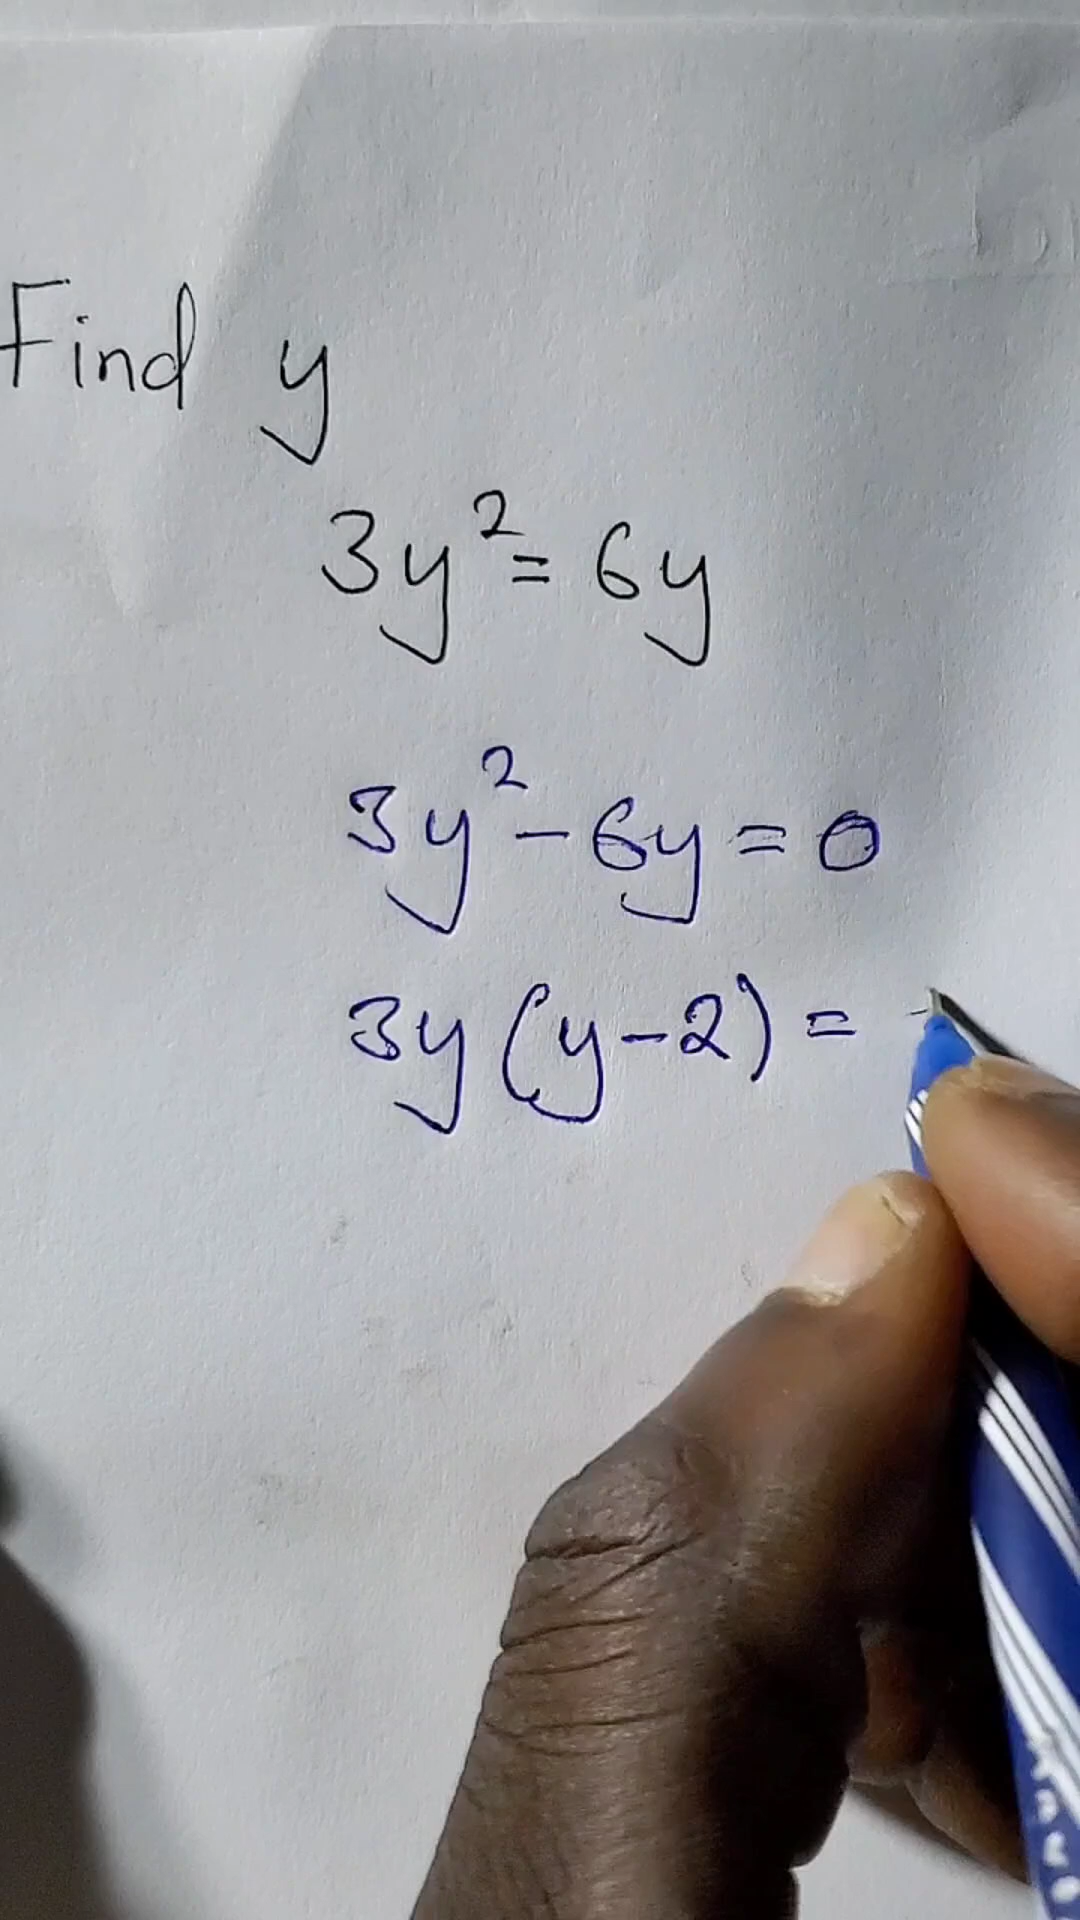 Find y
3y² = 6y
3y² - 6y = 0
3y (y - 2) =